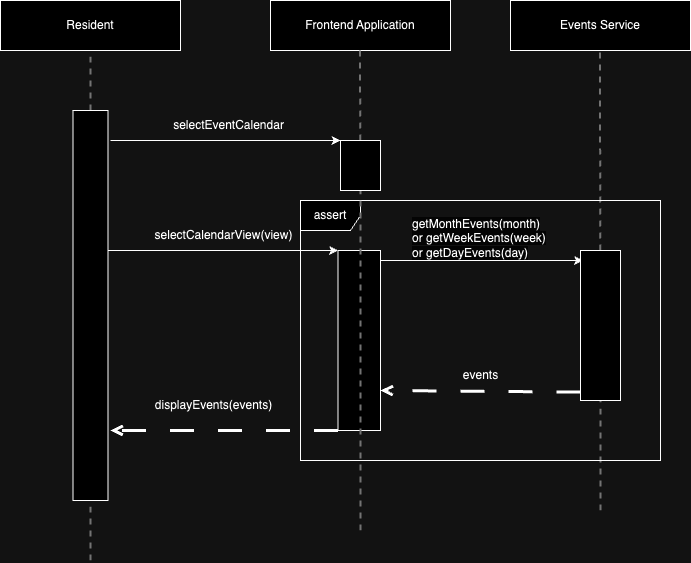 Resident
Frontend Application
Events Service
selectEventCalendar
assert
selectCalendarView(view)
getMonthEvents(month)
or getWeekEvents(week)
or getDayEvents(day)
events
displayEvents(events)